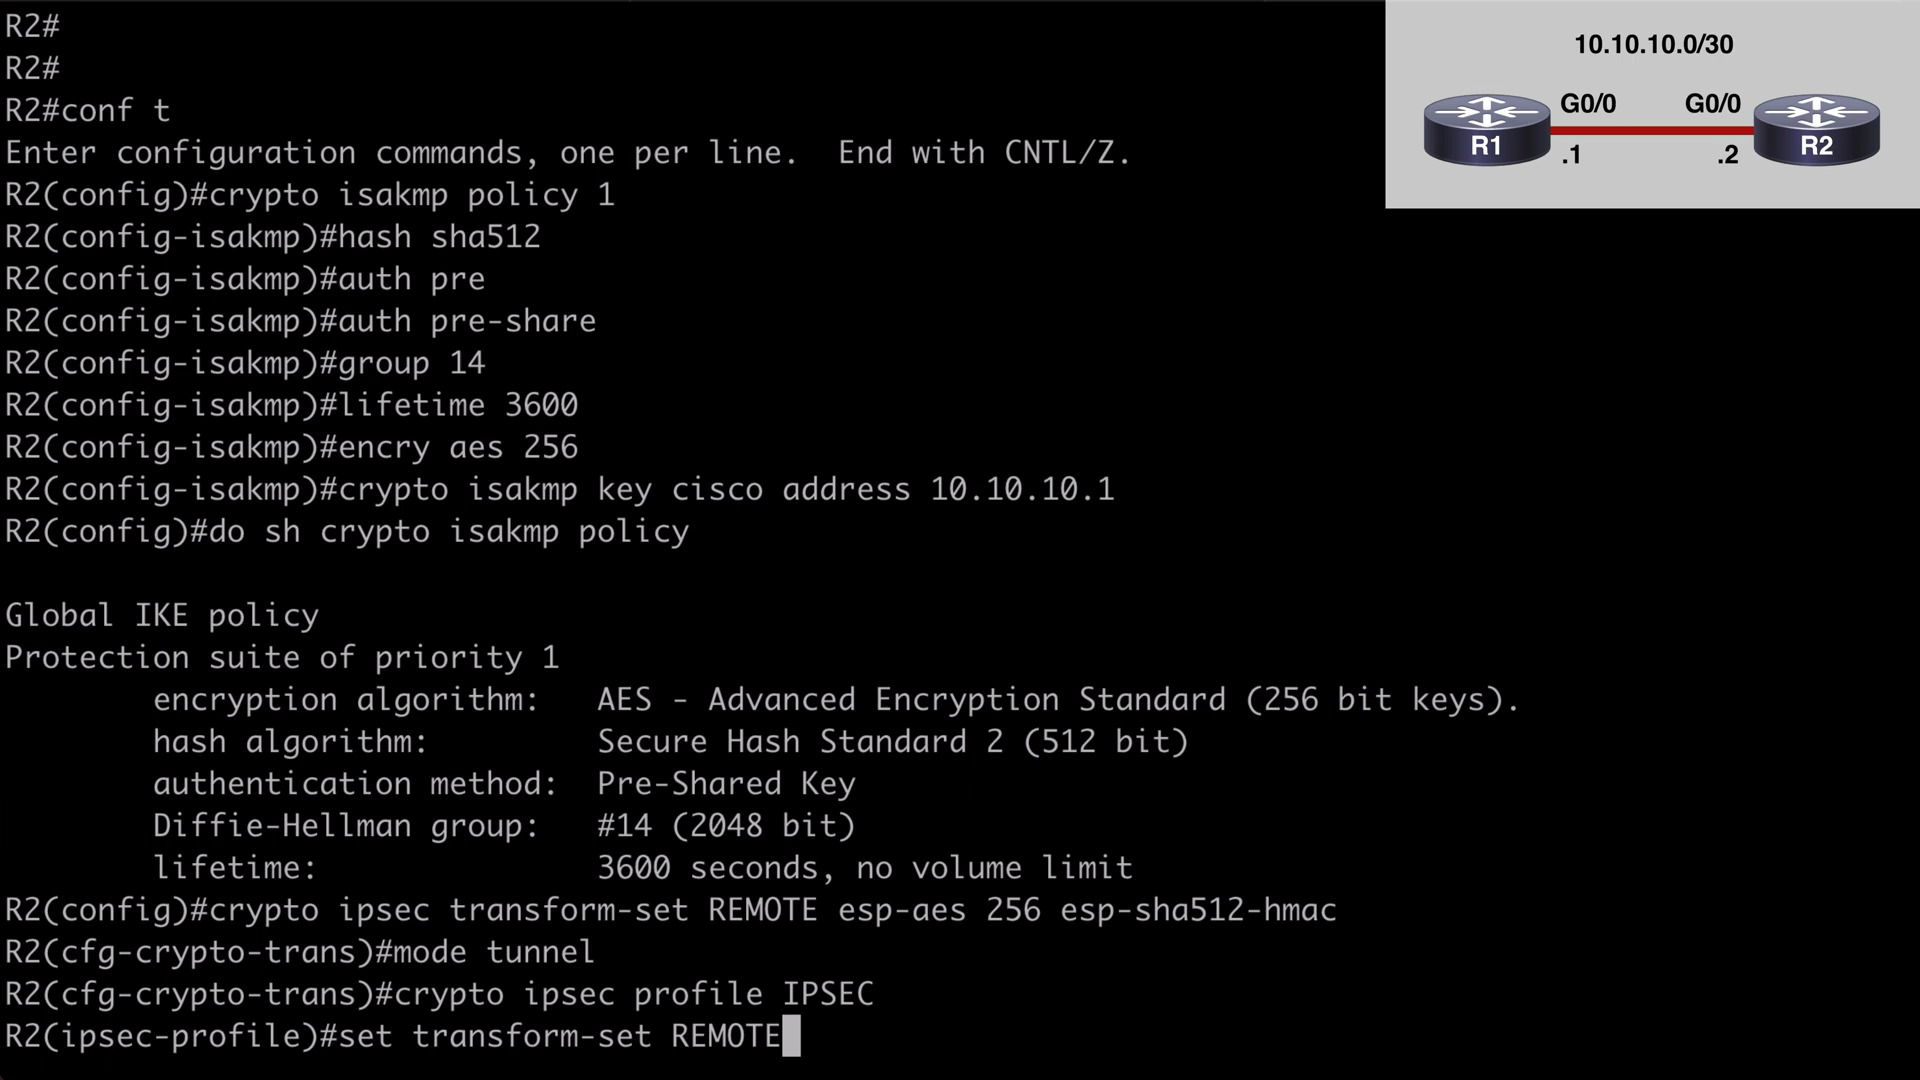 R2#
R2#
R2#conf t
Enter configuration commands, one per line.  End with CNTL/Z.
R2(config)#crypto isakmp policy 1
R2(config-isakmp)#hash sha512
R2(config-isakmp)#auth pre
R2(config-isakmp)#auth pre-share
R2(config-isakmp)#group 14
R2(config-isakmp)#lifetime 3600
R2(config-isakmp)#encry aes 256
R2(config-isakmp)#crypto isakmp key cisco address 10.10.10.1
R2(config)#do sh crypto isakmp policy
Global IKE policy
Protection suite of priority 1
encryption algorithm:   AES - Advanced Encryption Standard (256 bit keys).
hash algorithm:         Secure Hash Standard 2 (512 bit)
authentication method:  Pre-Shared Key
Diffie-Hellman group:   #14 (2048 bit)
lifetime:               3600 seconds, no volume limit
R2(config)#crypto ipsec transform-set REMOTE esp-aes 256 esp-sha512-hmac
R2(cfg-crypto-trans)#mode tunnel
R2(cfg-crypto-trans)#crypto ipsec profile IPSEC
R2(ipsec-profile)#set transform-set REMOTE
10.10.10.0/30
G0/0 G0/0
R1 R2
.1 .2